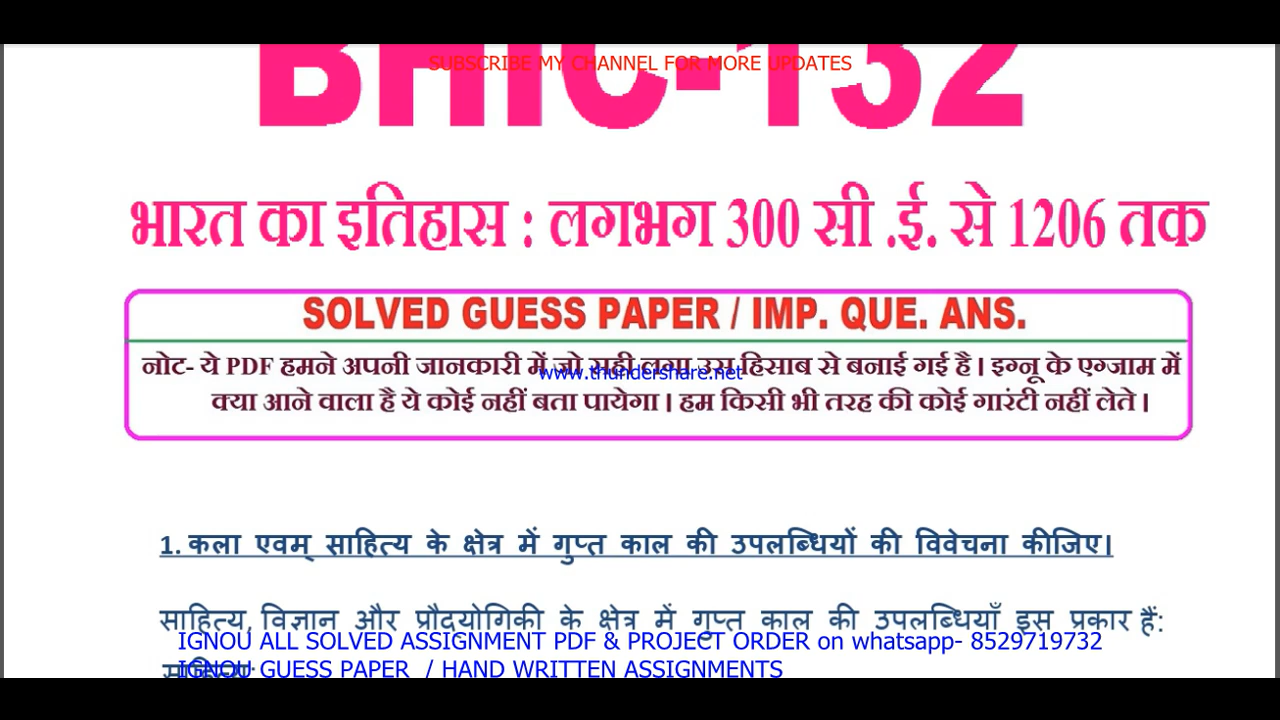 BHIC-132
SUBSCRIBE MY CHANNEL FOR MORE UPDATES
भारत का इतिहास : लगभग 300 सी .ई. से 1206 तक
SOLVED GUESS PAPER / IMP. QUE. ANS.
नोट- ये PDF हमने अपनी जानकारी में जो सही लगा उस हिसाब से बनाई गई है । इग्नू के एग्जाम में
www.thundershare.net
क्या आने वाला है ये कोई नहीं बता पायेगा । हम किसी भी तरह की कोई गारंटी नहीं लेते ।
1. कला एवम् साहित्य के क्षेत्र में गुप्त काल की उपलब्धियों की विवेचना कीजिए।
साहित्य, विज्ञान और प्रौद्योगिकी के क्षेत्र में गुप्त काल की उपलब्धियाँ इस प्रकार हैं:
IGNOU ALL SOLVED ASSIGNMENT PDF & PROJECT ORDER on whatsapp- 8529719732
IGNOU GUESS PAPER / HAND WRITTEN ASSIGNMENTS